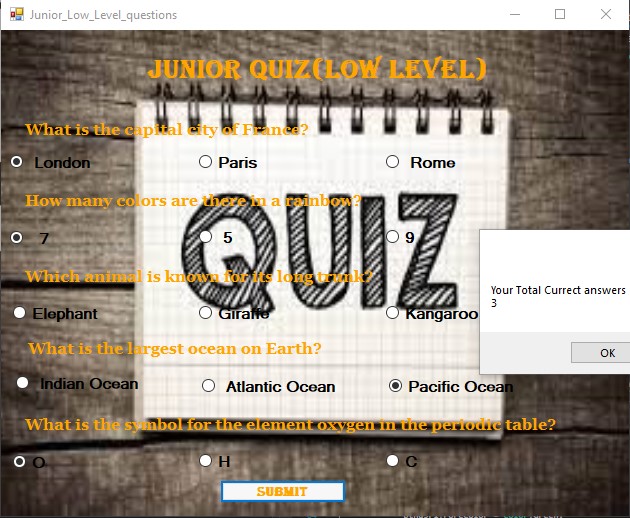 Junior_Low_Level_questions
JUNIOR QUIZ(LOW LEVEL)
What is the capital city of France?
London Paris Rome
How many colors are there in a rainbow?
7 5 9
QUIZ
Which animal is known for its long trunk?
Elephant Giraffe Kangaroo
Your Total Currect answers
3
OK
What is the largest ocean on Earth?
Indian Ocean Atlantic Ocean Pacific Ocean
What is the symbol for the element oxygen in the periodic table?
O H C
SUBMIT